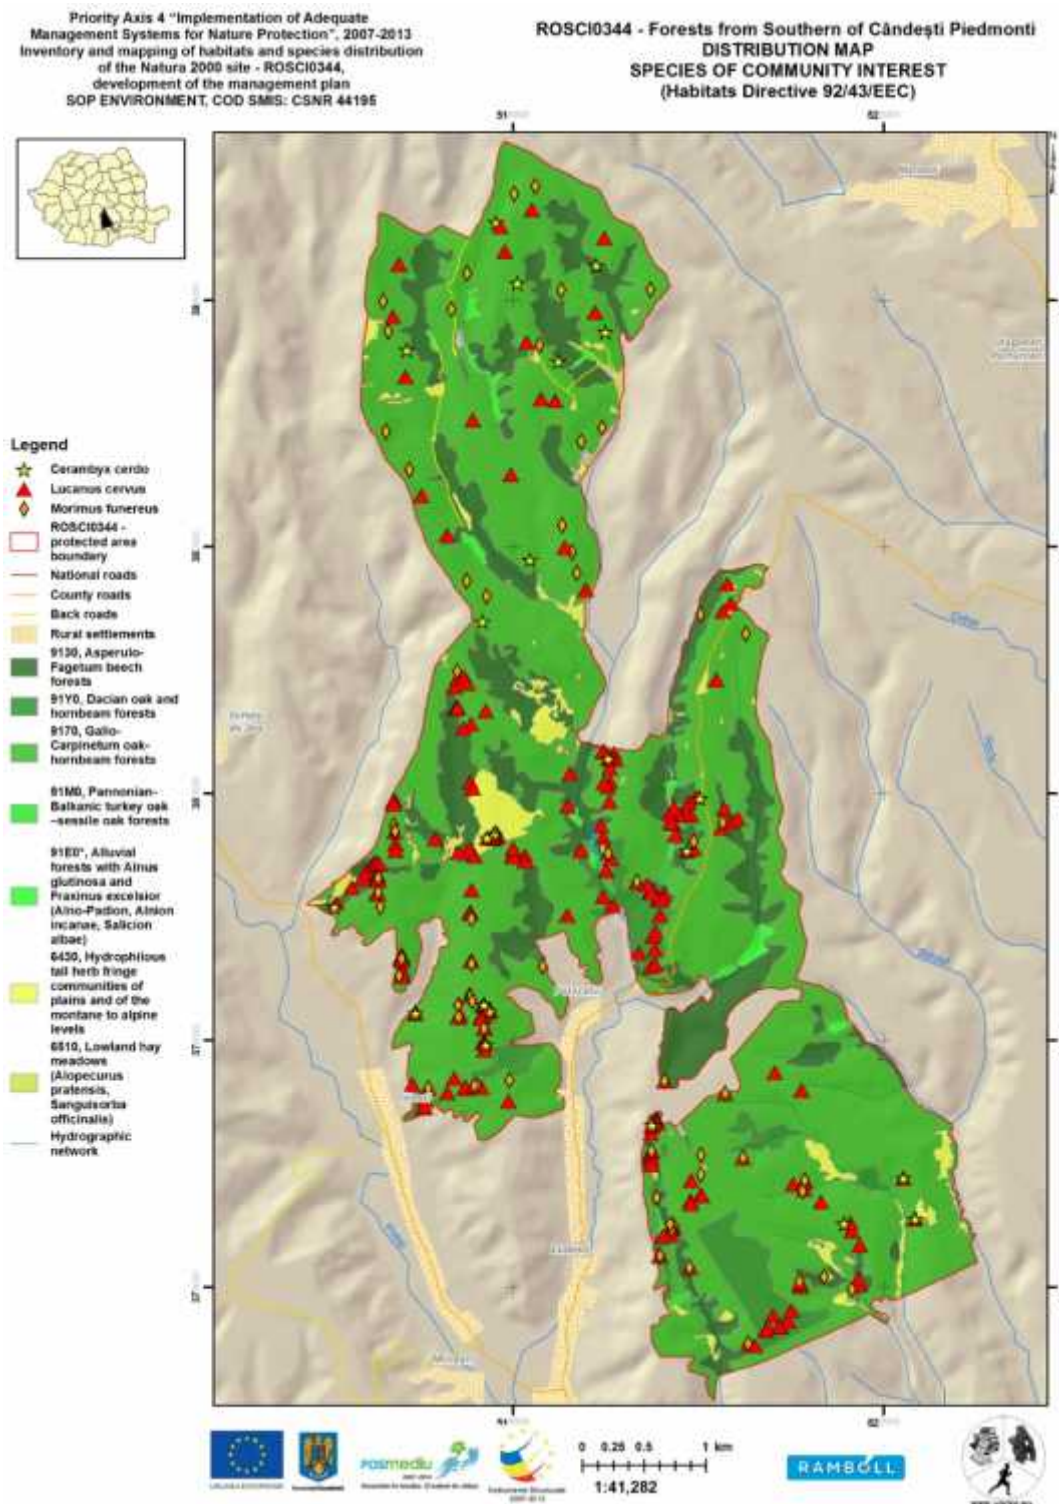 Priority Axis 4 "Implementation of Adequate
Management Systems for Nature Protection", 2007-2013
Inventory and mapping of habitats and species distribution
of the Natura 2000 site - ROSCI0344,
development of the management plan
SOP ENVIRONMENT, COD SMIS: CSNR 44195
ROSCI0344 - Forests from Southern of Cândești Piedmonti
DISTRIBUTION MAP
SPECIES OF COMMUNITY INTEREST
(Habitats Directive 92/43/EEC)
Legend
Cerambyx cerdo
Lucanus cervus
Morimus funereus
ROSCI0344 -
protected area
boundary
National roads
County roads
Back roads
Rural settlements
9130, Asperulo-
Fagetum beech
forests
91Y0, Dacian oak and
hornbeam forests
9170, Galio-
Carpinetum oak-
hornbeam forests
91M0, Pannonian-
Balkanic turkey oak
-sessile oak forests
91E0*, Alluvial
forests with Alnus
glutinosa and
Fraxinus excelsior
(Alno-Padion, Alnion
incanae, Salicion
albae)
6430, Hydrophilous
tall herb fringe
communities of
plains and of the
montane to alpine
levels
6510, Lowland hay
meadows
(Alopecurus
pratensis,
Sanguisorba
officinalis)
Hydrographic
network
rosmediu
0 0.25 0.5 1 km
1:41,282
RAMBOLL